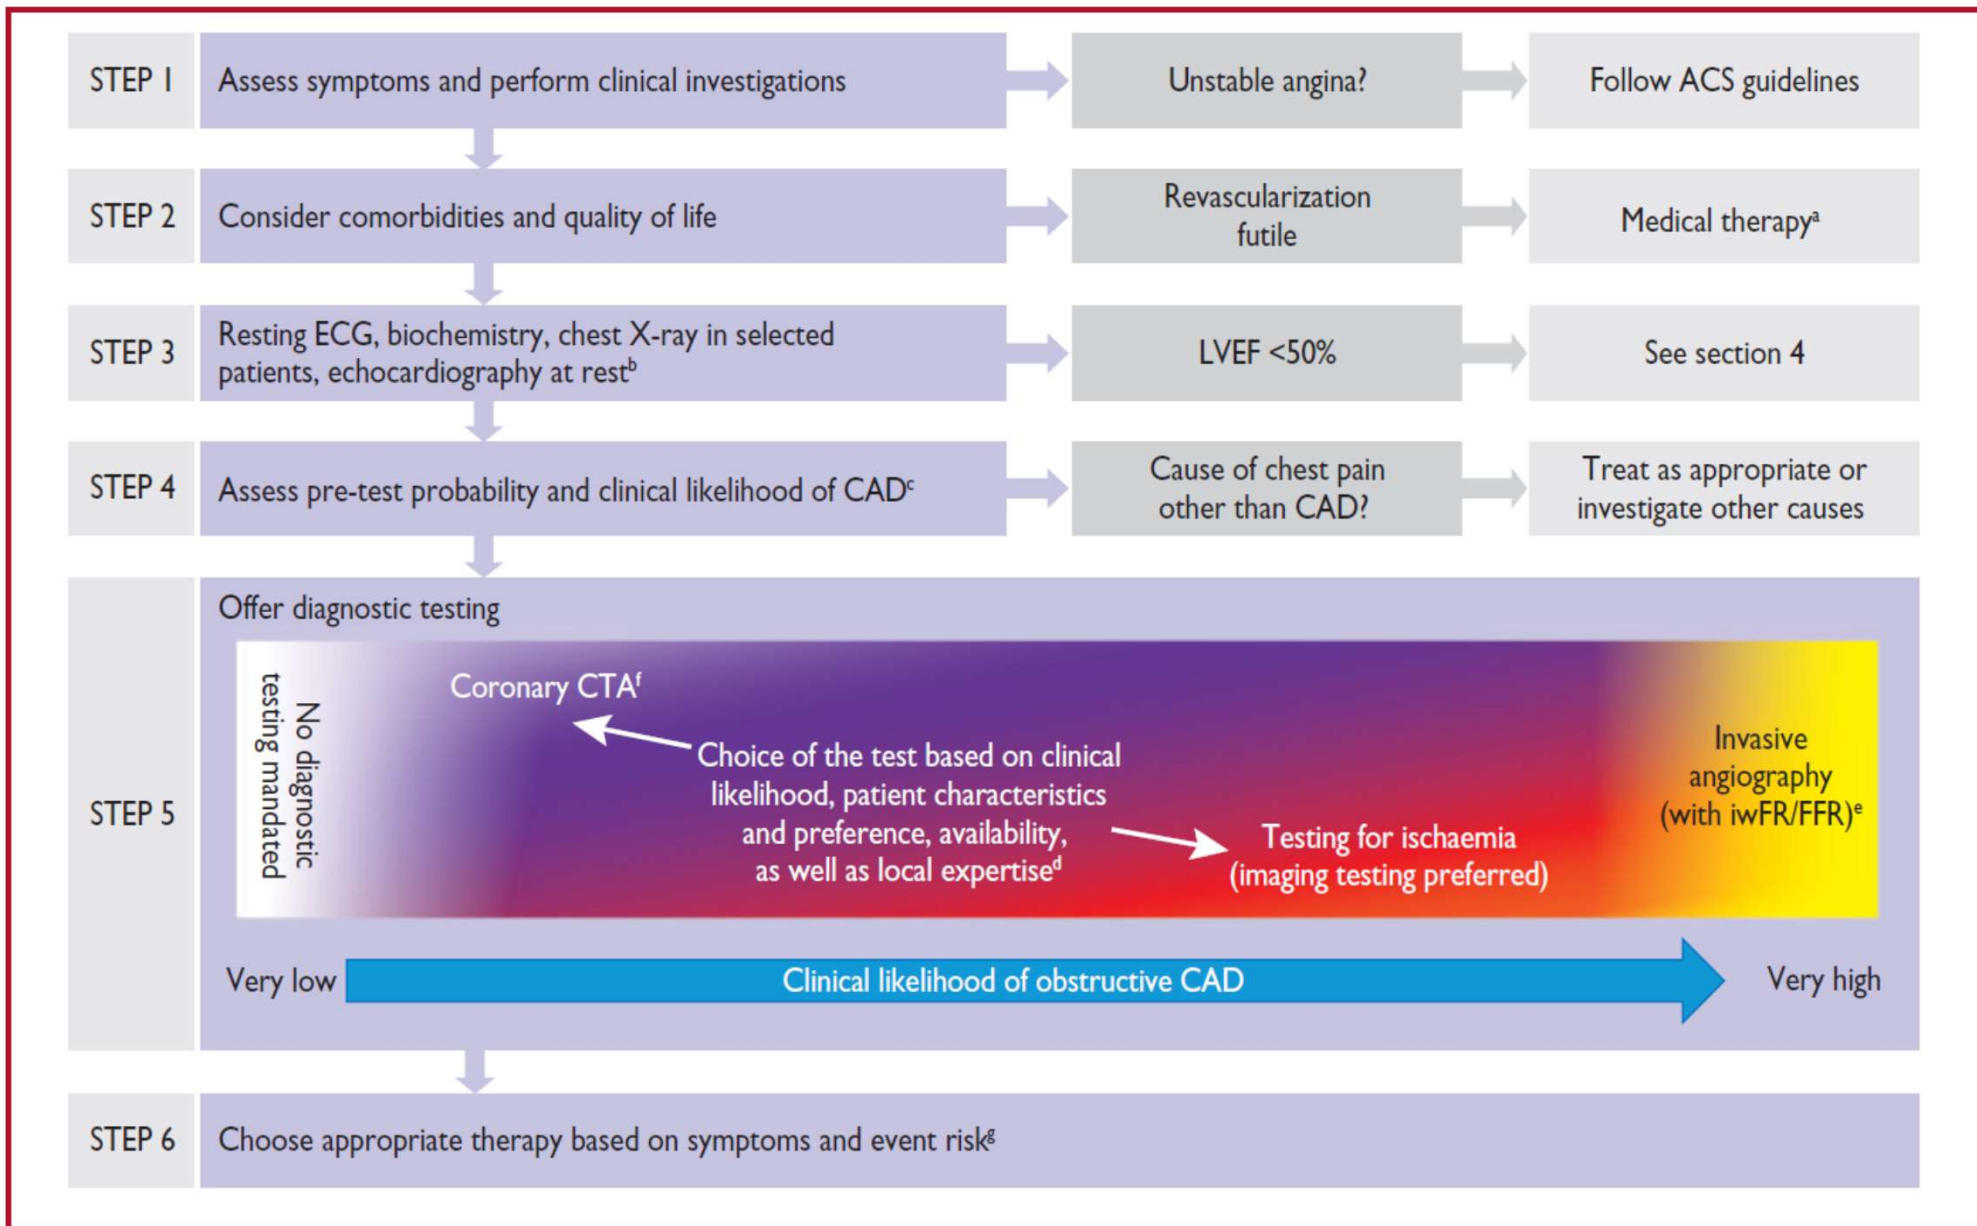 STEP 1
Assess symptoms and perform clinical investigations
Unstable angina?
Follow ACS guidelines
STEP 2
Consider comorbidities and quality of life
Revascularization
futile
Medical therapyᵃ
STEP 3
Resting ECG, biochemistry, chest X-ray in selected
patients, echocardiography at restᵇ
LVEF <50%
See section 4
STEP 4
Assess pre-test probability and clinical likelihood of CADᶜ
Cause of chest pain
other than CAD?
Treat as appropriate or
investigate other causes
STEP 5
Offer diagnostic testing
No diagnostic
testing mandated
Coronary CTAᶠ
Choice of the test based on clinical
likelihood, patient characteristics
and preference, availability,
as well as local expertiseᵈ
Testing for ischaemia
(imaging testing preferred)
Invasive
angiography
(with iwFR/FFR)ᵉ
Very low
Clinical likelihood of obstructive CAD
Very high
STEP 6
Choose appropriate therapy based on symptoms and event riskᵍ